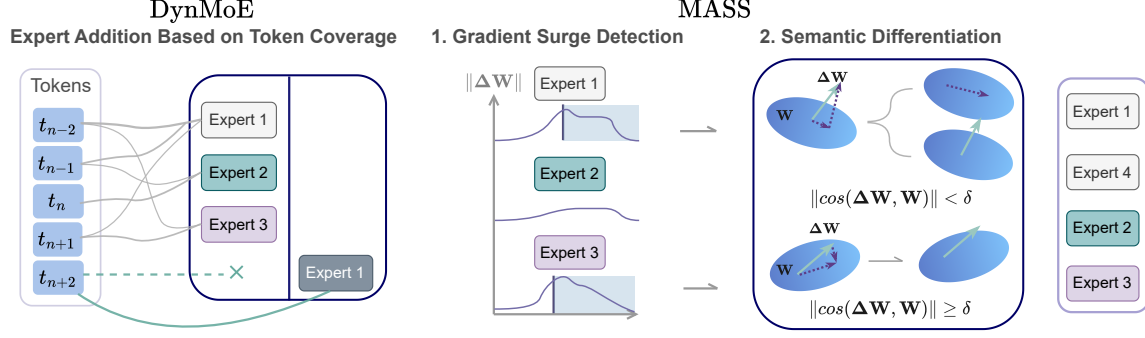 DynMoE
Expert Addition Based on Token Coverage
Tokens
t_{n-2}
t_{n-1}
t_n
t_{n+1}
t_{n+2}
Expert 1
Expert 2
Expert 3
Expert 1
MASS
1. Gradient Surge Detection
‖ΔW‖
Expert 1
Expert 2
Expert 3
2. Semantic Differentiation
ΔW
W
‖cos(ΔW, W)‖ < δ
ΔW
W
‖cos(ΔW, W)‖ ≥ δ
Expert 1
Expert 4
Expert 2
Expert 3